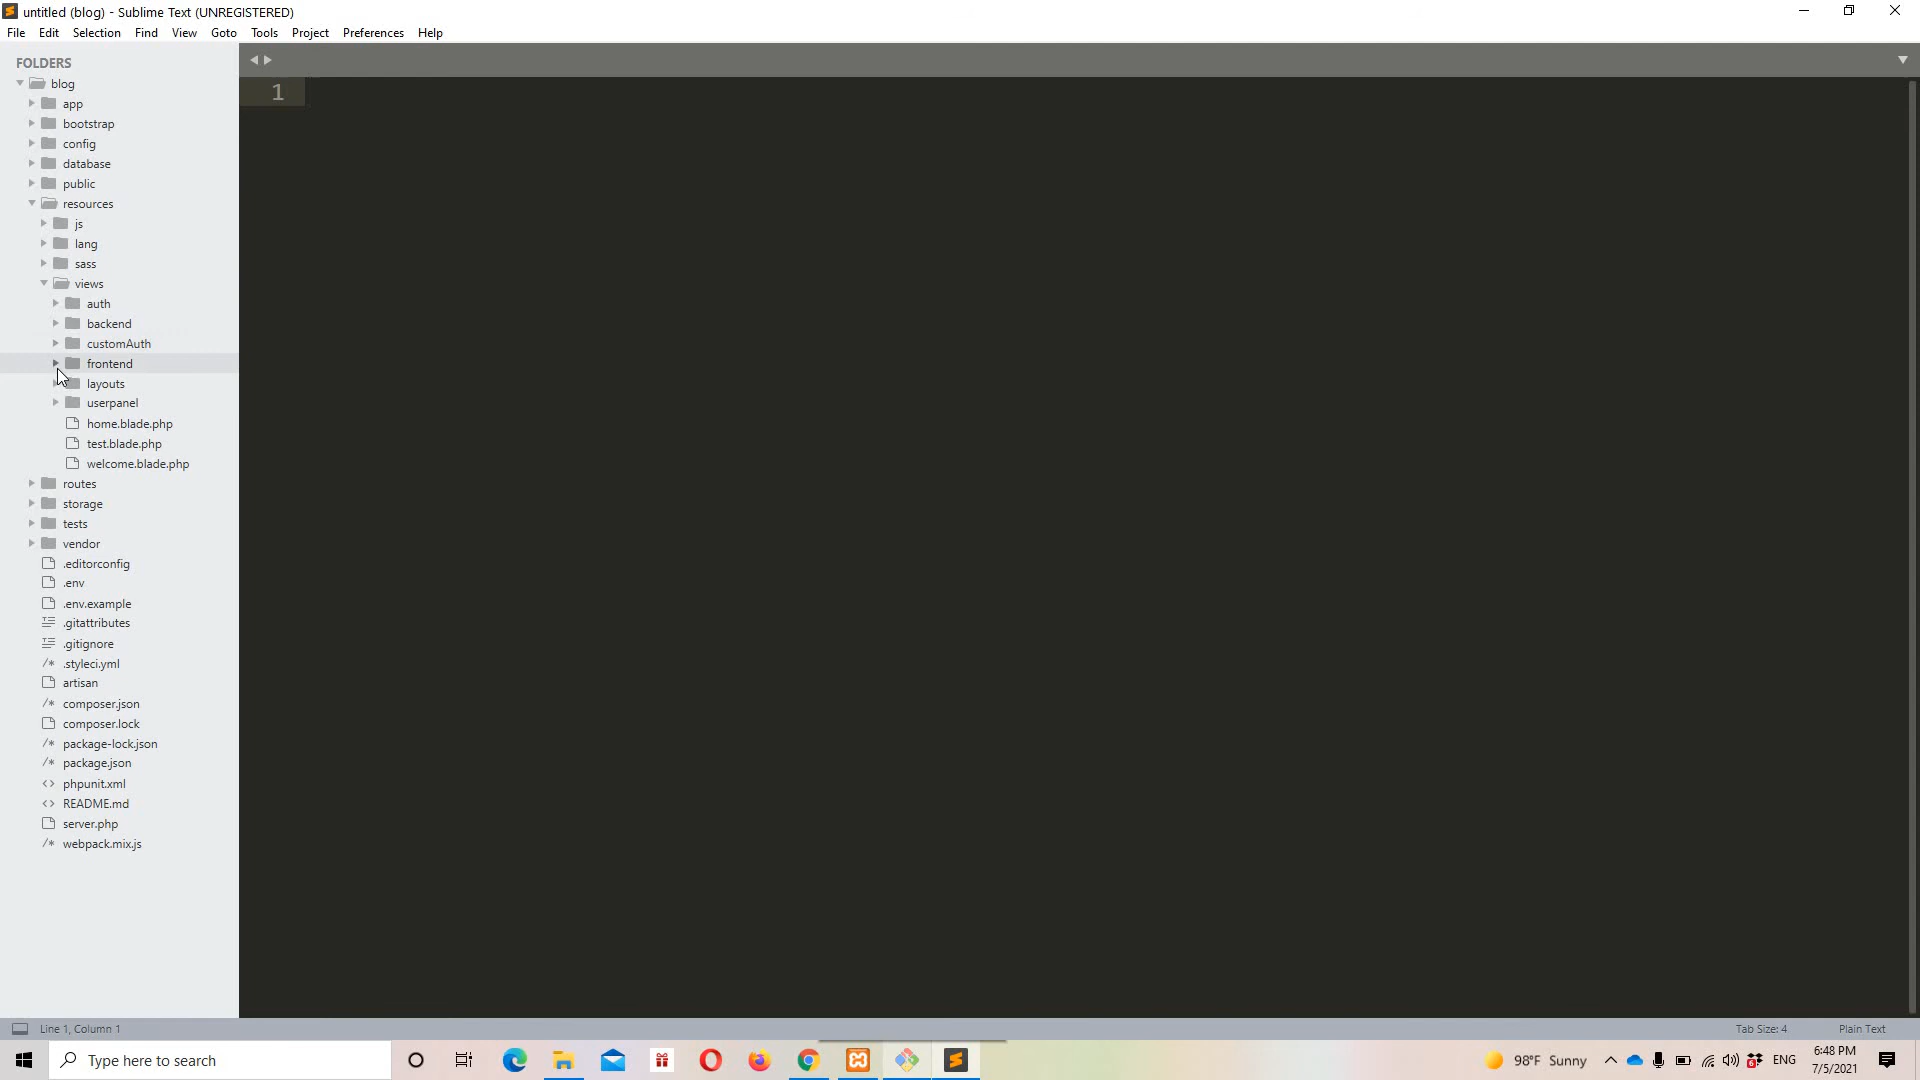 untitled (blog) - Sublime Text (UNREGISTERED)
File Edit Selection Find View Goto Tools Project Preferences Help
FOLDERS
blog
app
bootstrap
config
database
public
resources
js
lang
sass
views
auth
backend
customAuth
frontend
layouts
userpanel
home.blade.php
test.blade.php
welcome.blade.php
routes
storage
tests
vendor
.editorconfig
.env
.env.example
.gitattributes
.gitignore
/* .styleci.yml
artisan
/* composer.json
composer.lock
/* package-lock.json
/* package.json
<> phpunit.xml
<> README.md
server.php
/* webpack.mix.js
1
Line 1, Column 1
Tab Size: 4
Plain Text
Type here to search
98°F Sunny
ENG
6:48 PM
7/5/2021